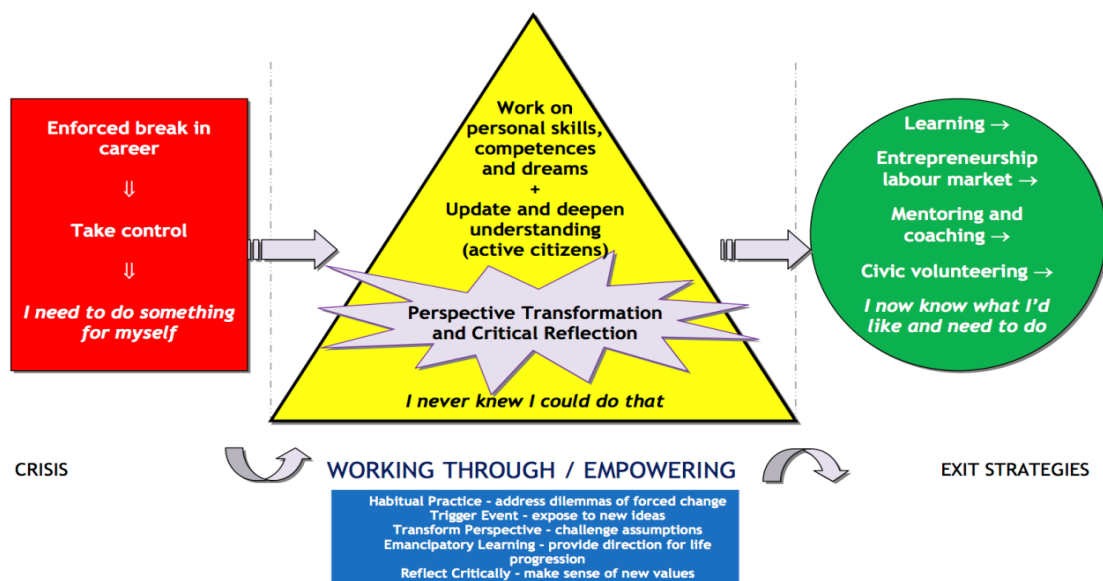 Enforced break in
career
⇓
Take control
⇓
I need to do something
for myself
Work on
personal skills,
competences
and dreams
+
Update and deepen
understanding
(active citizens)
Perspective Transformation
and Critical Reflection
I never knew I could do that
Learning →
Entrepreneurship
labour market →
Mentoring and
coaching →
Civic volunteering →
I now know what I'd
like and need to do
CRISIS
WORKING THROUGH / EMPOWERING
EXIT STRATEGIES
Habitual Practice - address dilemmas of forced change
Trigger Event - expose to new ideas
Transform Perspective - challenge assumptions
Emancipatory Learning - provide direction for life
progression
Reflect Critically - make sense of new values